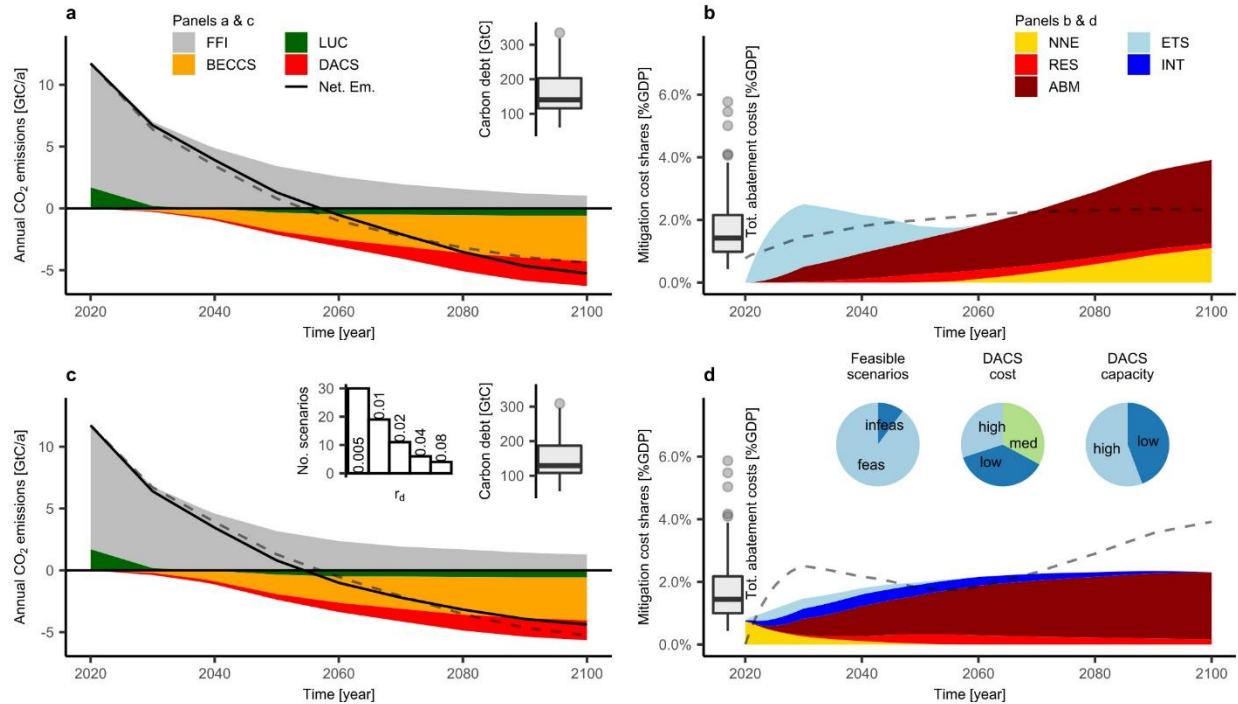 a
Panels a & c
FFI
LUC
BECCS
DACS
Net. Em.
Annual CO2 emissions [GtC/a]
10
5
0
-5
2020
2040
2060
2080
2100
Time [year]
Carbon debt [GtC]
300
200
100
b
Panels b & d
NNE
ETS
RES
INT
ABM
Mitigation cost shares [%GDP]
Tot. abatement costs [%GDP]
6.0%
4.0%
2.0%
0.0%
2020
2040
2060
2080
2100
Time [year]
c
Annual CO2 emissions [GtC/a]
10
5
0
-5
2020
2040
2060
2080
2100
Time [year]
No. scenarios
30
20
10
0
0.005
0.01
0.02
0.04
0.08
rd
Carbon debt [GtC]
300
200
100
d
Feasible
scenarios
infeas
feas
DACS
cost
high
med
low
DACS
capacity
high
low
Mitigation cost shares [%GDP]
Tot. abatement costs [%GDP]
6.0%
4.0%
2.0%
0.0%
2020
2040
2060
2080
2100
Time [year]